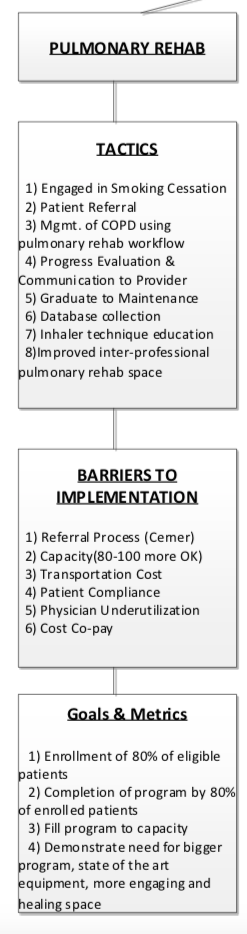 PULMONARY REHAB
TACTICS
1) Engaged in Smoking Cessation
2) Patient Referral
3) Mgmt. of COPD using
pulmonary rehab workflow
4) Progress Evaluation &
Communication to Provider
5) Graduate to Maintenance
6) Database collection
7) Inhaler technique education
8)Improved inter-professional
pulmonary rehab space
BARRIERS TO
IMPLEMENTATION
1) Referral Process (Cerner)
2) Capacity(80-100 more OK)
3) Transportation Cost
4) Patient Compliance
5) Physician Underutilization
6) Cost Co-pay
Goals & Metrics
1) Enrollment of 80% of eligible
patients
2) Completion of program by 80%
of enrolled patients
3) Fill program to capacity
4) Demonstrate need for bigger
program, state of the art
equipment, more engaging and
healing space